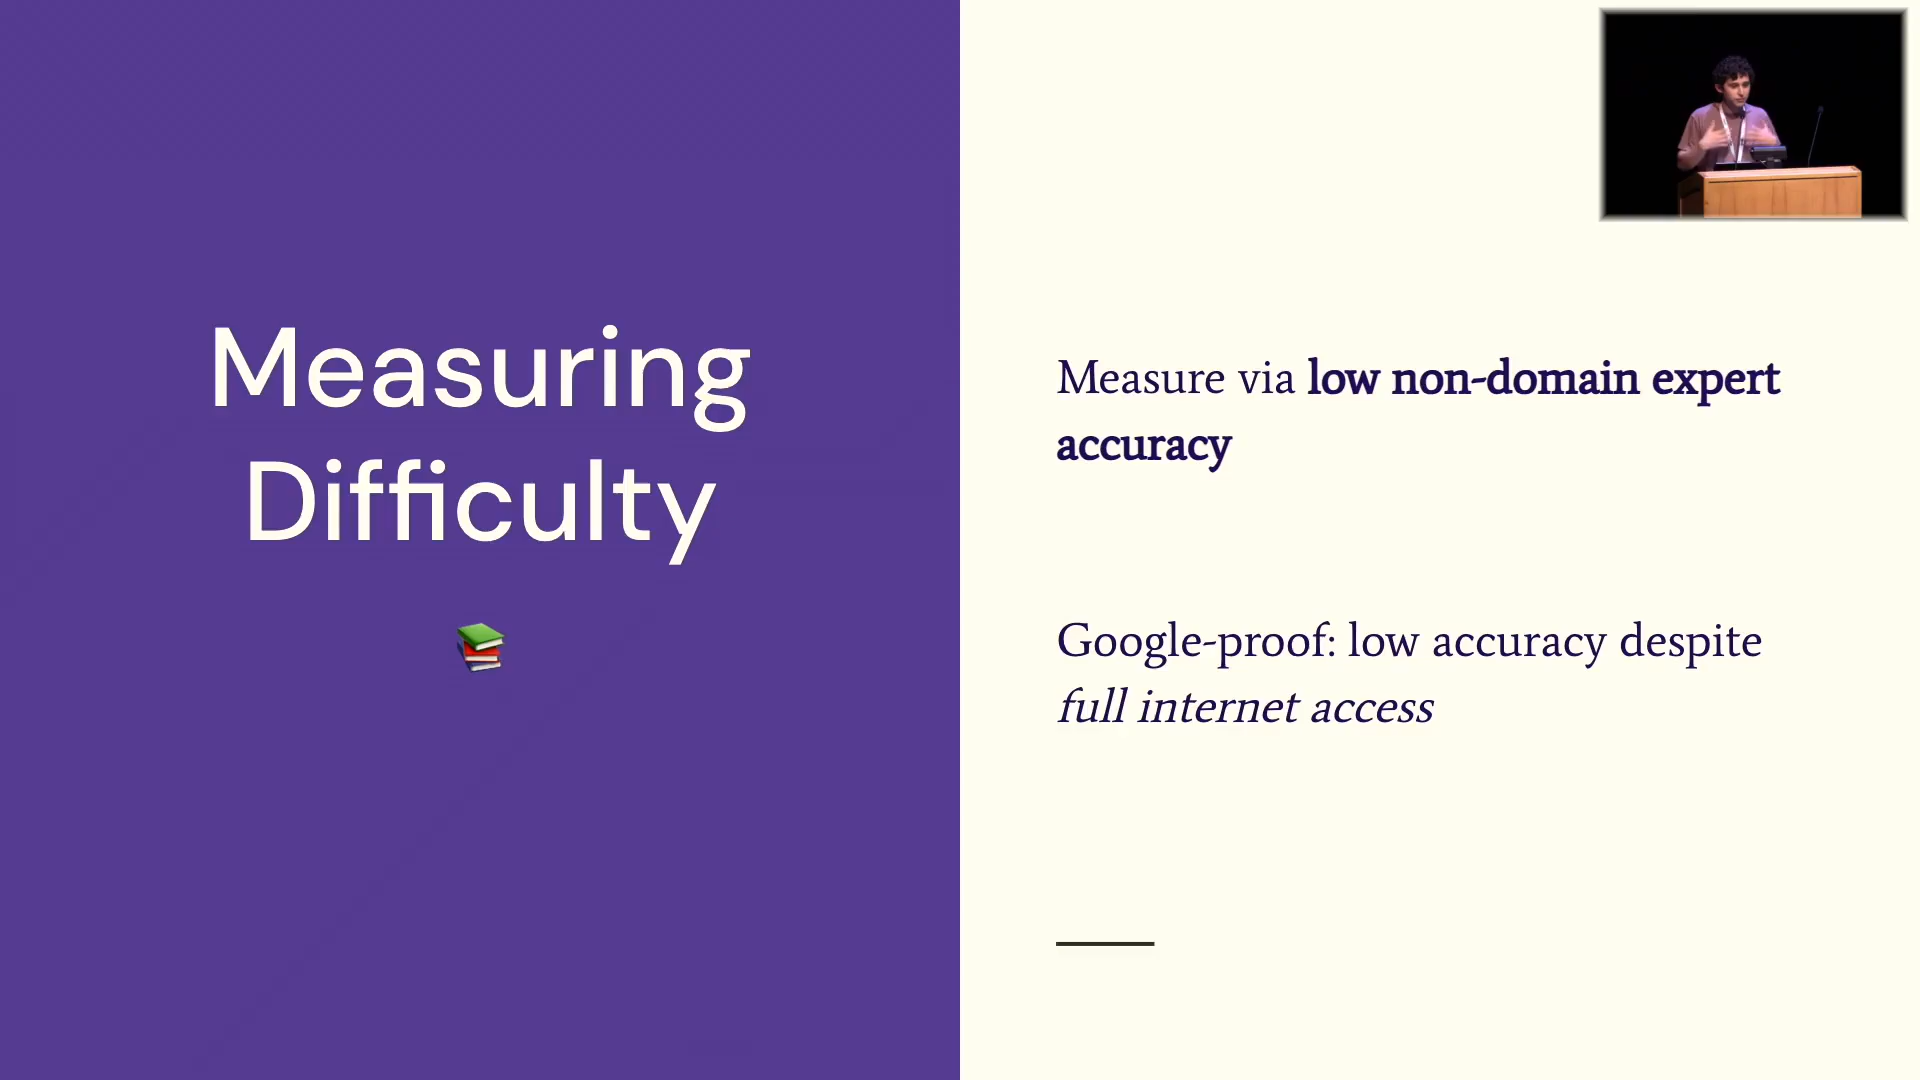 Measuring
Difficulty
Measure via low non-domain expert
accuracy
Google-proof: low accuracy despite
full internet access